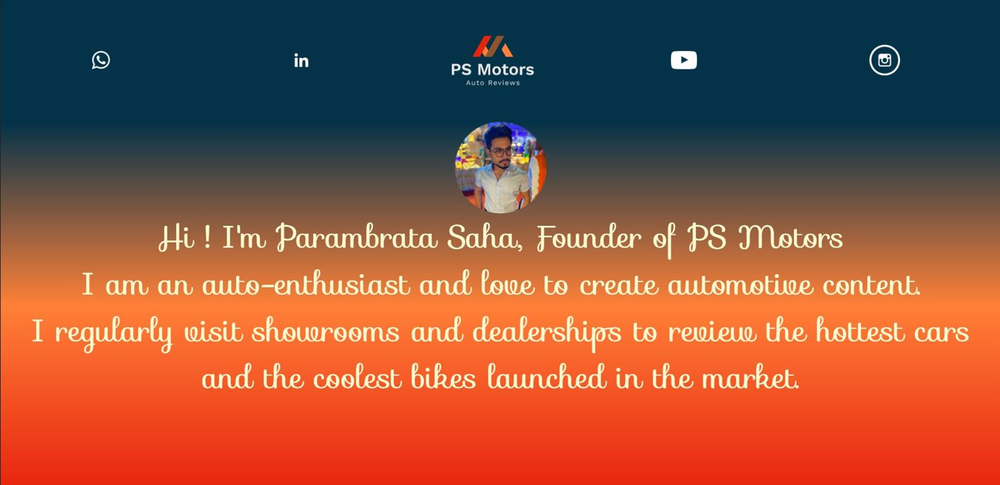 in
PS Motors
Auto Reviews
Hi ! I'm Parambrata Saha, Founder of PS Motors
I am an auto-enthusiast and love to create automotive content.
I regularly visit showrooms and dealerships to review the hottest cars
and the coolest bikes launched in the market.